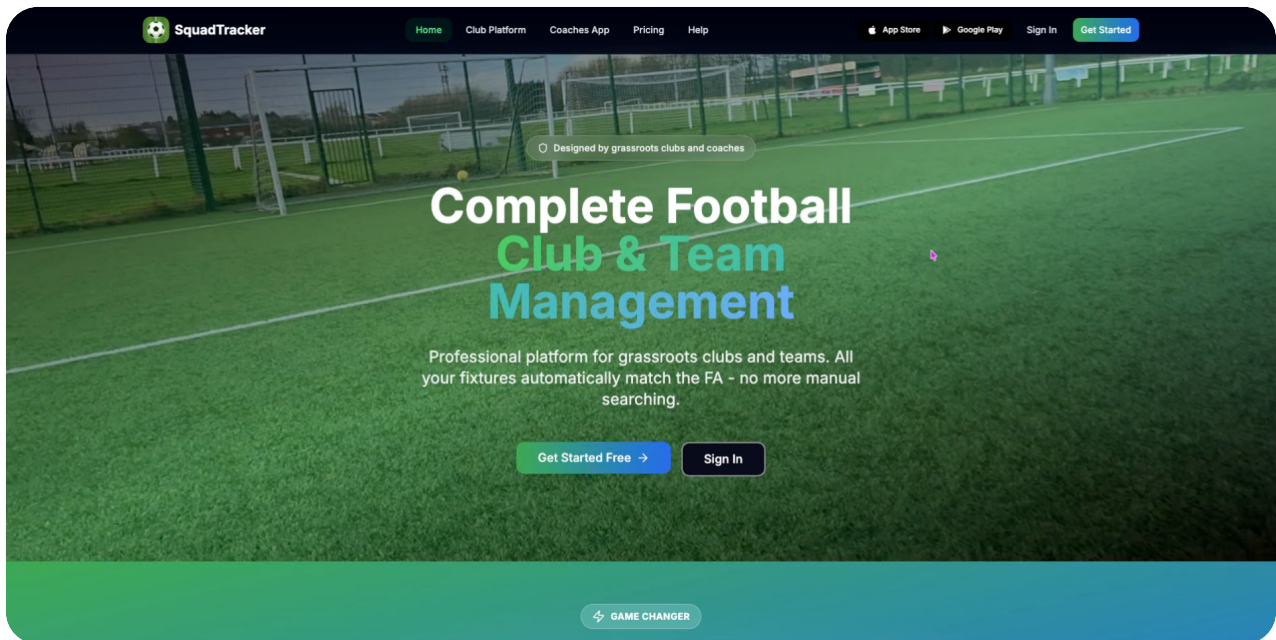 SquadTracker
Home
Club Platform
Coaches App
Pricing
Help
App Store
Google Play
Sign In
Get Started
Designed by grassroots clubs and coaches
Complete Football
Club & Team
Management
Professional platform for grassroots clubs and teams. All
your fixtures automatically match the FA - no more manual
searching.
Get Started Free
Sign In
GAME CHANGER